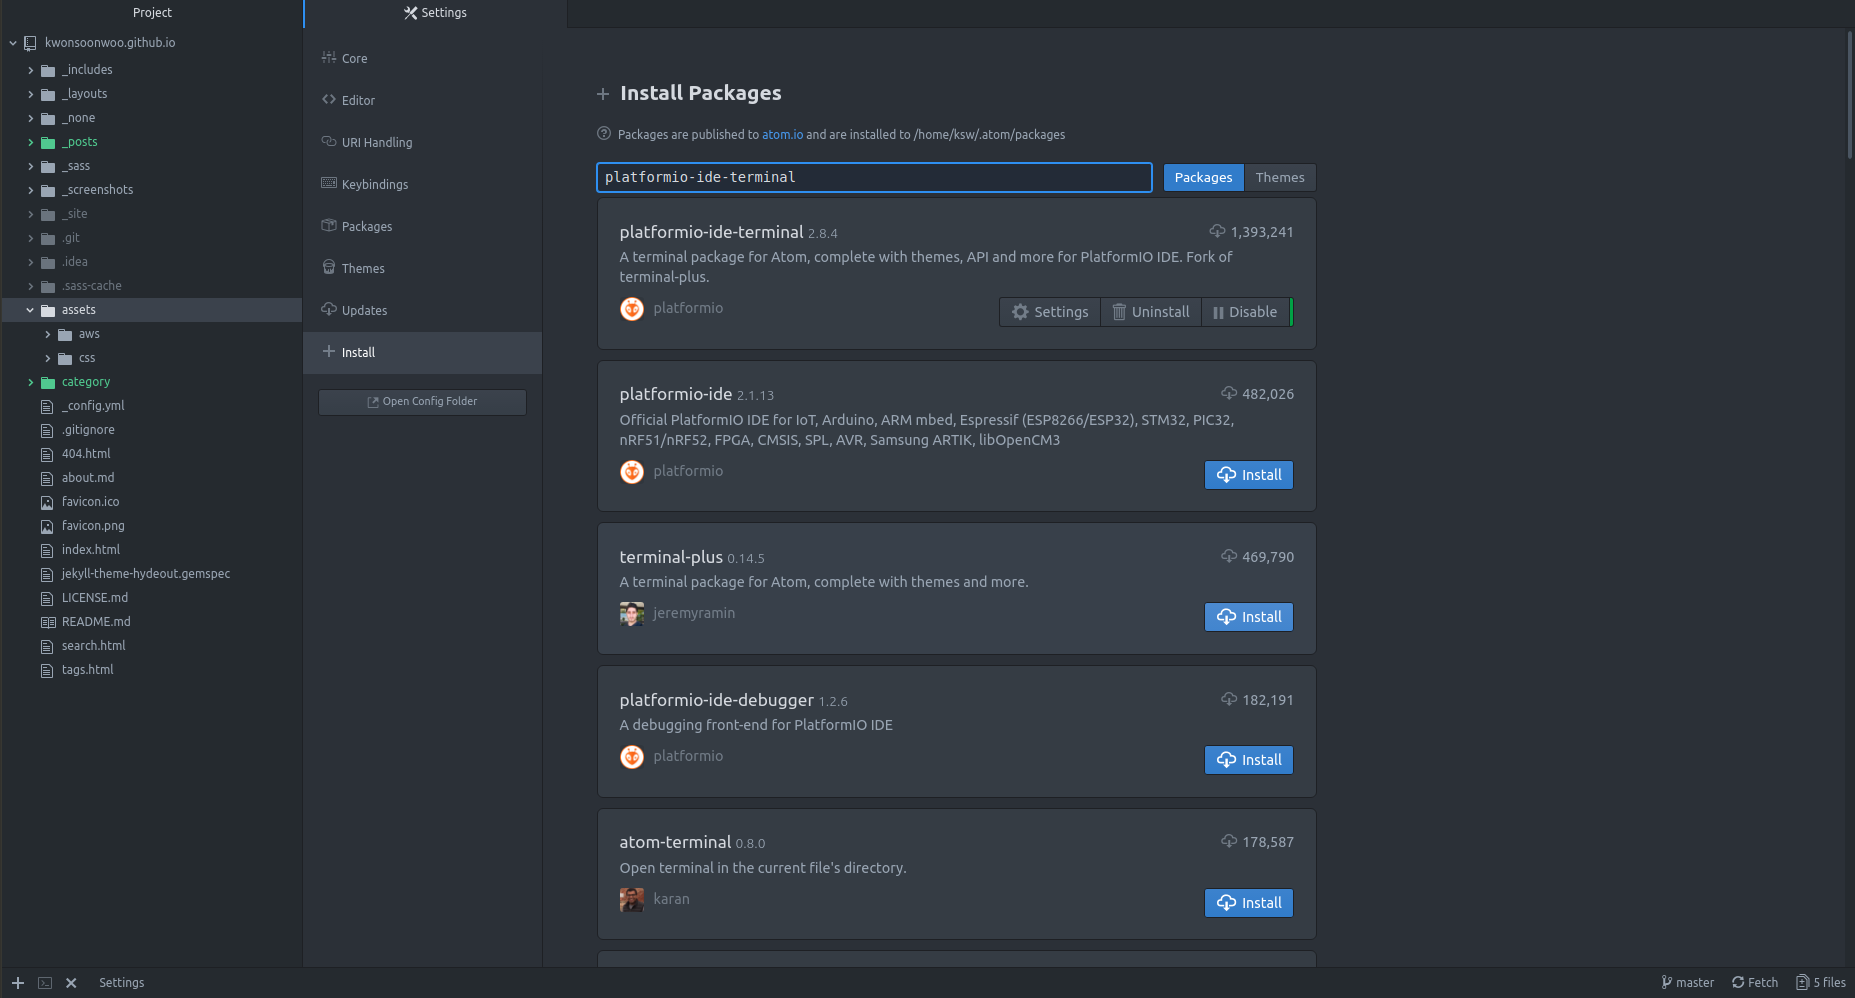 Project
kwonsoonwoo.github.io
_includes
_layouts
_none
_posts
_sass
_screenshots
_site
.git
.idea
.sass-cache
assets
aws
css
category
_config.yml
.gitignore
404.html
about.md
favicon.ico
favicon.png
index.html
jekyll-theme-hydeout.gemspec
LICENSE.md
README.md
search.html
tags.html
Settings
Core
Editor
URI Handling
Keybindings
Packages
Themes
Updates
Install
Open Config Folder
Install Packages
Packages are published to atom.io and are installed to /home/ksw/.atom/packages
platformio-ide-terminal
Packages Themes
platformio-ide-terminal 2.8.4 1,393,241
A terminal package for Atom, complete with themes, API and more for PlatformIO IDE. Fork of
terminal-plus.
platformio
Settings Uninstall Disable
platformio-ide 2.1.13 482,026
Official PlatformIO IDE for IoT, Arduino, ARM mbed, Espressif (ESP8266/ESP32), STM32, PIC32,
nRF51/nRF52, FPGA, CMSIS, SPL, AVR, Samsung ARTIK, libOpenCM3
platformio
Install
terminal-plus 0.14.5 469,790
A terminal package for Atom, complete with themes and more.
jeremyramin
Install
platformio-ide-debugger 1.2.6 182,191
A debugging front-end for PlatformIO IDE
platformio
Install
atom-terminal 0.8.0 178,587
Open terminal in the current file's directory.
karan
Install
Settings
master Fetch 5 files